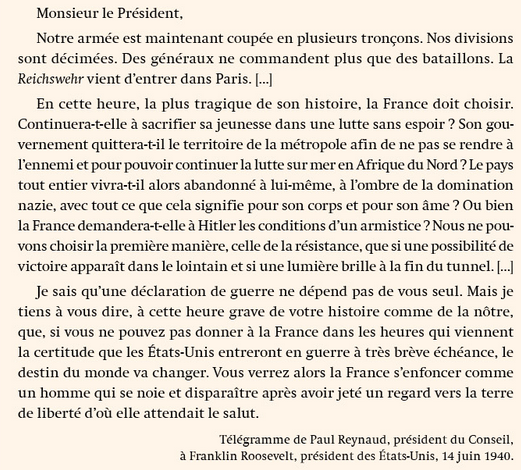 Monsieur le Président,
Notre armée est maintenant coupée en plusieurs tronçons. Nos divisions
sont décimées. Des généraux ne commandent plus que des bataillons. La
Reichswehr vient d'entrer dans Paris. [...]
En cette heure, la plus tragique de son histoire, la France doit choisir.
Continuera-t-elle à sacrifier sa jeunesse dans une lutte sans espoir ? Son gou-
vernement quittera-t-il le territoire de la métropole afin de ne pas se rendre à
l'ennemi et pour pouvoir continuer la lutte sur mer en Afrique du Nord ? Le pays
tout entier vivra-t-il alors abandonné à lui-même, à l'ombre de la domination
nazie, avec tout ce que cela signifie pour son corps et pour son âme ? Ou bien
la France demandera-t-elle à Hitler les conditions d'un armistice ? Nous ne pou-
vons choisir la première manière, celle de la résistance, que si une possibilité de
victoire apparaît dans le lointain et si une lumière brille à la fin du tunnel. [...]
Je sais qu'une déclaration de guerre ne dépend pas de vous seul. Mais je
tiens à vous dire, à cette heure grave de votre histoire comme de la nôtre,
que, si vous ne pouvez pas donner à la France dans les heures qui viennent
la certitude que les États-Unis entreront en guerre à très brève échéance, le
destin du monde va changer. Vous verrez alors la France s'enfoncer comme
un homme qui se noie et disparaître après avoir jeté un regard vers la terre
de liberté d'où elle attendait le salut.
Télégramme de Paul Reynaud, président du Conseil,
à Franklin Roosevelt, président des États-Unis, 14 juin 1940.